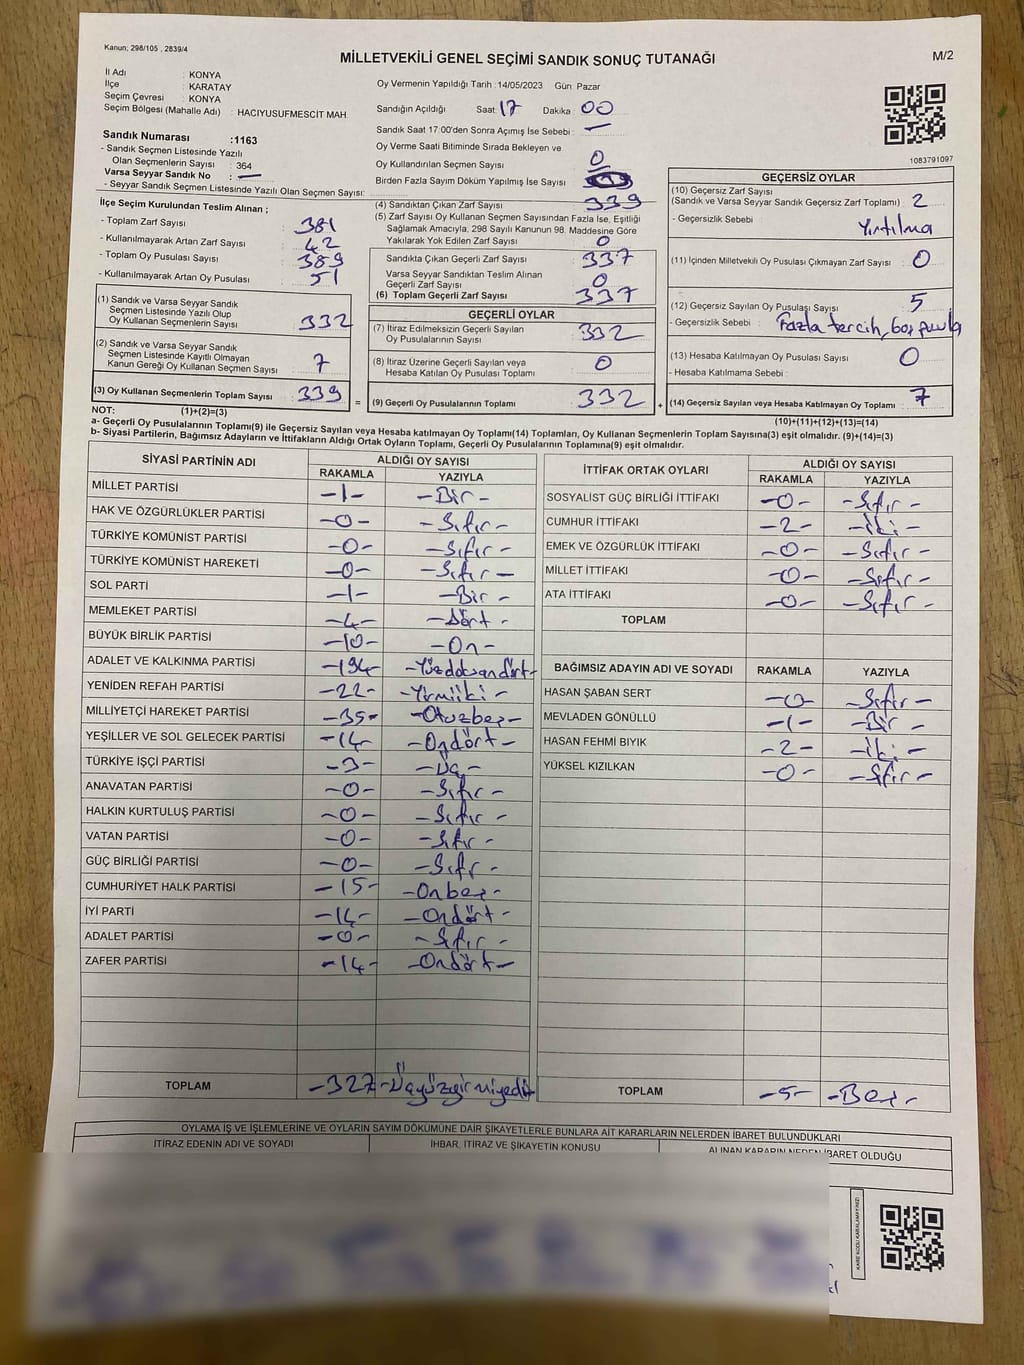 Kanun; 298/105 , 2839/4
MİLLETVEKİLİ GENEL SEÇİMİ SANDIK SONUÇ TUTANAĞI
M/2
İl Adı : KONYA
İlçe : KARATAY
Seçim Çevresi : KONYA
Seçim Bölgesi (Mahalle Adı) : HACIYUSUFMESCİT MAH.
Sandık Numarası :1163
- Sandık Seçmen Listesinde Yazılı
Olan Seçmenlerin Sayısı : 364
Varsa Seyyar Sandık No : —
- Seyyar Sandık Seçmen Listesinde Yazılı Olan Seçmen Sayısı:
Oy Vermenin Yapıldığı Tarih :14/05/2023 Gün Pazar
Sandığın Açıldığı Saat 17 Dakika 00
Sandık Saat 17:00'den Sonra Açımış İse Sebebi : —
Oy Verme Saati Bitiminde Sırada Bekleyen ve
Oy Kullandırılan Seçmen Sayısı : 0
Birden Fazla Sayım Döküm Yapılmış İse Sayısı :
1083791097
İlçe Seçim Kurulundan Teslim Alınan ;
- Toplam Zarf Sayısı : 381
- Kullanılmayarak Artan Zarf Sayısı : 42
- Toplam Oy Pusulası Sayısı : 389
- Kullanılmayarak Artan Oy Pusulası : 51
(1) Sandık ve Varsa Seyyar Sandık
Seçmen Listesinde Yazılı Olup
Oy Kullanan Seçmenlerin Sayısı : 332
(2) Sandık ve Varsa Seyyar Sandık
Seçmen Listesinde Kayıtlı Olmayan
Kanun Gereği Oy Kullanan Seçmen Sayısı : 7
(3) Oy Kullanan Seçmenlerin Toplam Sayısı : 339
(4) Sandıktan Çıkan Zarf Sayısı : 339
(5) Zarf Sayısı Oy Kullanan Seçmen Sayısından Fazla İse, Eşitliği
Sağlamak Amacıyla, 298 Sayılı Kanunun 98. Maddesine Göre
Yakılarak Yok Edilen Zarf Sayısı : 0
Sandıkta Çıkan Geçerli Zarf Sayısı : 337
Varsa Seyyar Sandıktan Teslim Alınan
Geçerli Zarf Sayısı : 0
(6) Toplam Geçerli Zarf Sayısı : 337
GEÇERLİ OYLAR
(7) İtiraz Edilmeksizin Geçerli Sayılan
Oy Pusulalarının Sayısı : 332
(8) İtiraz Üzerine Geçerli Sayılan veya
Hesaba Katılan Oy Pusulası Toplamı : 0
= (9) Geçerli Oy Pusulalarının Toplamı : 332
GEÇERSİZ OYLAR
(10) Geçersiz Zarf Sayısı
(Sandık ve Varsa Seyyar Sandık Geçersiz Zarf Toplamı) : 2
- Geçersizlik Sebebi : Yırtılma
(11) İçinden Milletvekili Oy Pusulası Çıkmayan Zarf Sayısı : 0
(12) Geçersiz Sayılan Oy Pusulası Sayısı : 5
- Geçersizlik Sebebi : Fazla tercih, boş pusula
(13) Hesaba Katılmayan Oy Pusulası Sayısı : 0
- Hesaba Katılmama Sebebi :
+ (14) Geçersiz Sayılan veya Hesaba Katılmayan Oy Toplamı : 7
NOT: (1)+(2)=(3)
(10)+(11)+(12)+(13)=(14)
a- Geçerli Oy Pusulalarının Toplamı(9) ile Geçersiz Sayılan veya Hesaba katılmayan Oy Toplamı(14) Toplamları, Oy Kullanan Seçmenlerin Toplam Sayısına(3) eşit olmalıdır. (9)+(14)=(3)
b- Siyasi Partilerin, Bağımsız Adayların ve İttifakların Aldığı Ortak Oyların Toplamı, Geçerli Oy Pusulalarının Toplamına(9) eşit olmalıdır.
SİYASİ PARTİNİN ADI ALDIĞI OY SAYISI
RAKAMLA YAZIYLA
MİLLET PARTİSİ -1- -Bir-
HAK VE ÖZGÜRLÜKLER PARTİSİ -0- -Sıfır-
TÜRKİYE KOMÜNİST PARTİSİ -0- -Sıfır-
TÜRKİYE KOMÜNİST HAREKETİ -0- -Sıfır-
SOL PARTİ -1- -Bir-
MEMLEKET PARTİSİ -4- -Dört-
BÜYÜK BİRLİK PARTİSİ -10- -On-
ADALET VE KALKINMA PARTİSİ -194- -Yüzdoksandört-
YENİDEN REFAH PARTİSİ -22- -Yirmiiki-
MİLLİYETÇİ HAREKET PARTİSİ -35- -Otuzbeş-
YEŞİLLER VE SOL GELECEK PARTİSİ -14- -Ondört-
TÜRKİYE İŞÇİ PARTİSİ -3- -Üç-
ANAVATAN PARTİSİ -0- -Sıfır-
HALKIN KURTULUŞ PARTİSİ -0- -Sıfır-
VATAN PARTİSİ -0- -Sıfır-
GÜÇ BİRLİĞİ PARTİSİ -0- -Sıfır-
CUMHURİYET HALK PARTİSİ -15- -Onbeş-
İYİ PARTİ -14- -Ondört-
ADALET PARTİSİ -0- -Sıfır-
ZAFER PARTİSİ -14- -Ondört-
TOPLAM -327- -Üçyüzyirmiyedi-
İTTİFAK ORTAK OYLARI ALDIĞI OY SAYISI
RAKAMLA YAZIYLA
SOSYALİST GÜÇ BİRLİĞİ İTTİFAKI -0- -Sıfır-
CUMHUR İTTİFAKI -2- -İki-
EMEK VE ÖZGÜRLÜK İTTİFAKI -0- -Sıfır-
MİLLET İTTİFAKI -0- -Sıfır-
ATA İTTİFAKI -0- -Sıfır-
TOPLAM
BAĞIMSIZ ADAYIN ADI VE SOYADI RAKAMLA YAZIYLA
HASAN ŞABAN SERT -0- -Sıfır-
MEVLADEN GÖNÜLLÜ -1- -Bir-
HASAN FEHMİ BIYIK -2- -İki-
YÜKSEL KIZILKAN -0- -Sıfır-
TOPLAM -5- -Beş-
OYLAMA İŞ VE İŞLEMLERİNE VE OYLARIN SAYIM DÖKÜMÜNE DAİR ŞİKAYETLERLE BUNLARA AİT KARARLARIN NELERDEN İBARET BULUNDUKLARI
İTİRAZ EDENİN ADI VE SOYADI İHBAR, İTİRAZ VE ŞİKAYETİN KONUSU ALINAN KARARIN NEDEN İBARET OLDUĞU
KARE KODU KARALAMAYINIZ!